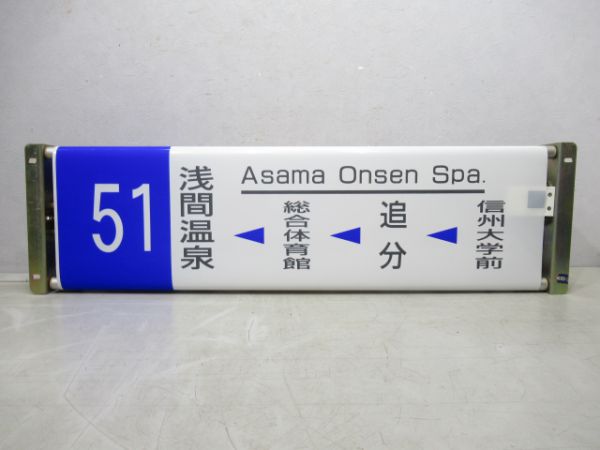 51
浅間温泉
Asama Onsen Spa.
総合体育館
◀
追分
◀
信州大学前